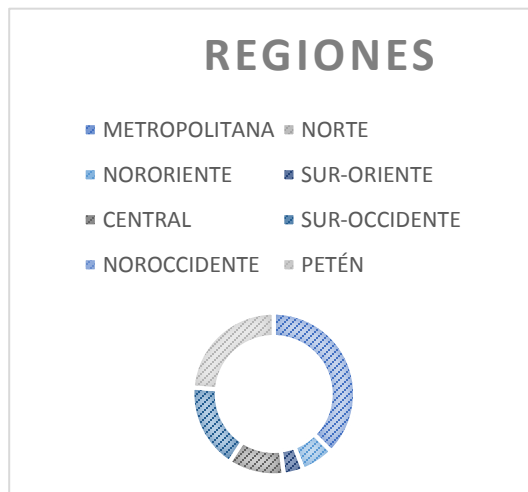 REGIONES
METROPOLITANA NORTE
NORORIENTE SUR-ORIENTE
CENTRAL SUR-OCCIDENTE
NOROCCIDENTE PETÉN